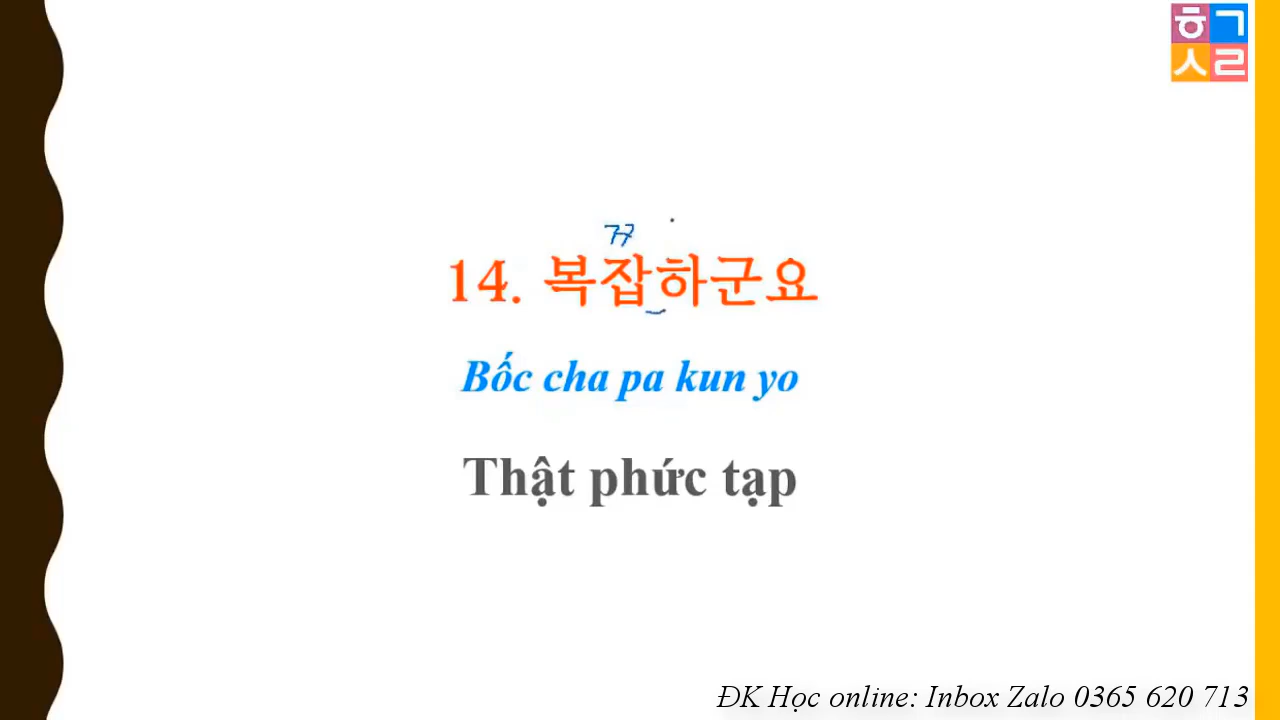 ㅎㄱ
ㅅㄹ
14. 복잡하군요
Bốc cha pa kun yo
Thật phức tạp
ĐK Học online: Inbox Zalo 0365 620 713